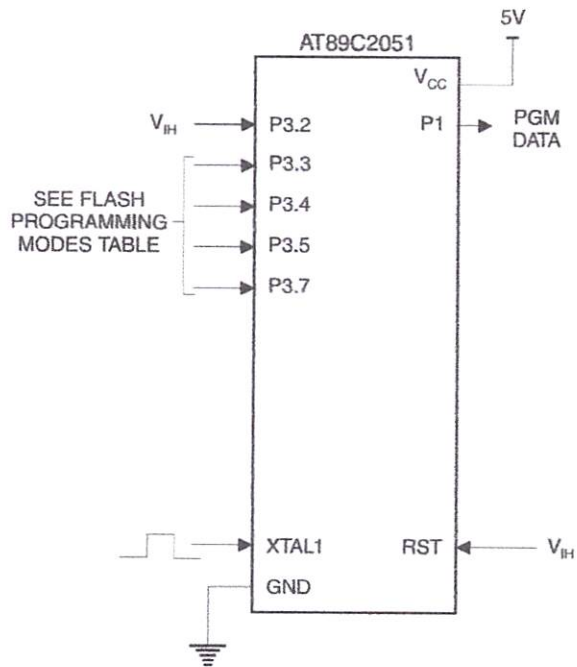 5V
AT89C2051
VCC
VIH
P3.2
P1
PGM
DATA
P3.3
SEE FLASH
PROGRAMMING
MODES TABLE
P3.4
P3.5
P3.7
XTAL1
RST
VIH
GND